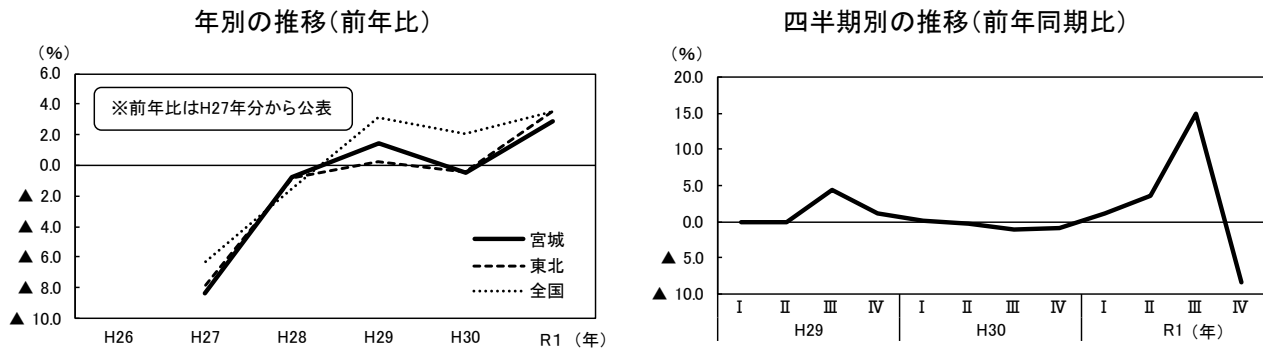 年別の推移(前年比)
(%)
6.0
4.0
2.0
0.0
▲ 2.0
▲ 4.0
▲ 6.0
▲ 8.0
▲ 10.0
※前年比はH27年分から公表
宮城
東北
全国
H26 H27 H28 H29 H30 R1 (年)
四半期別の推移(前年同期比)
(%)
20.0
15.0
10.0
5.0
0.0
▲ 5.0
▲ 10.0
Ⅰ Ⅱ Ⅲ Ⅳ Ⅰ Ⅱ Ⅲ Ⅳ Ⅰ Ⅱ Ⅲ Ⅳ
H29 H30 R1 (年)